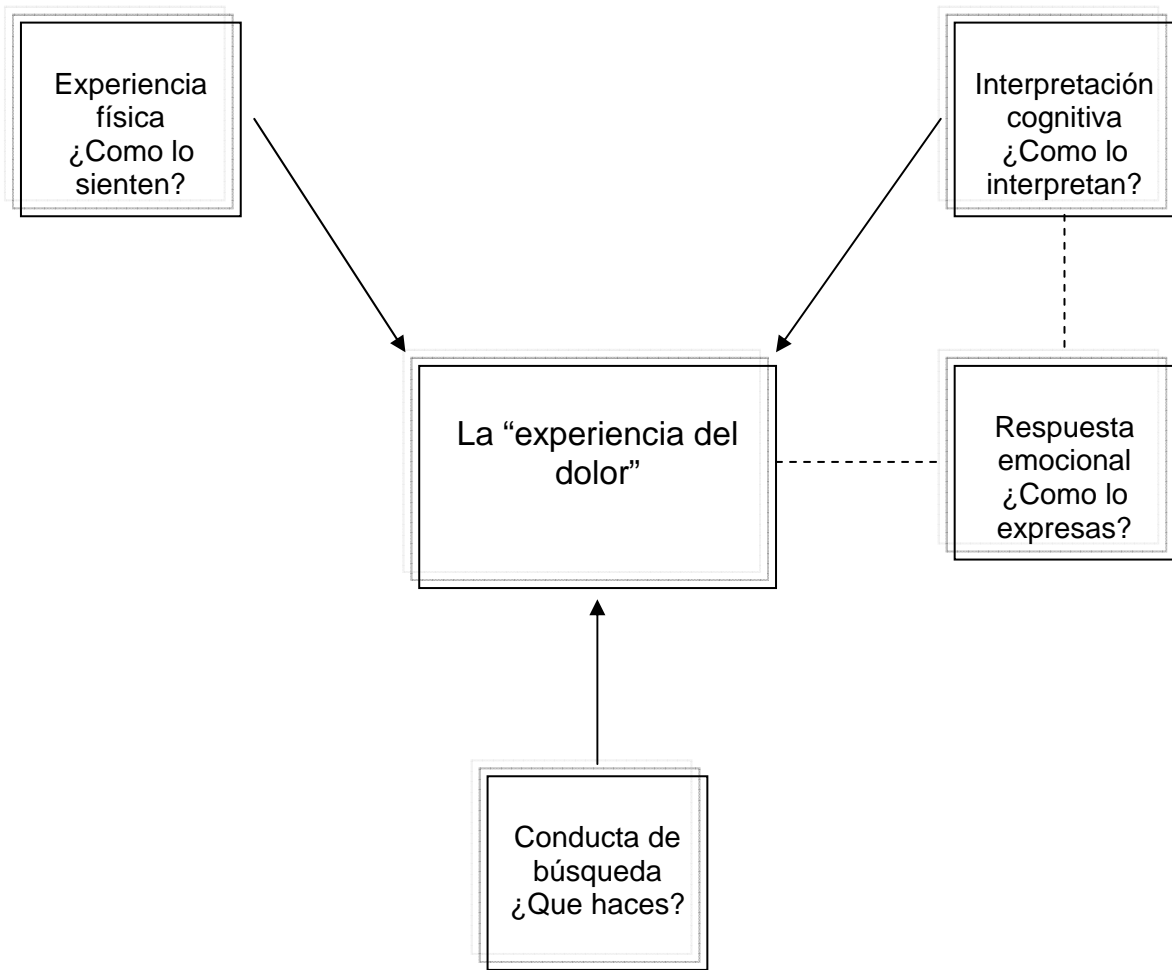 Experiencia
física
¿Como lo
sienten?
Interpretación
cognitiva
¿Como lo
interpretan?
La “experiencia del
dolor”
Respuesta
emocional
¿Como lo
expresas?
Conducta de
búsqueda
¿Que haces?